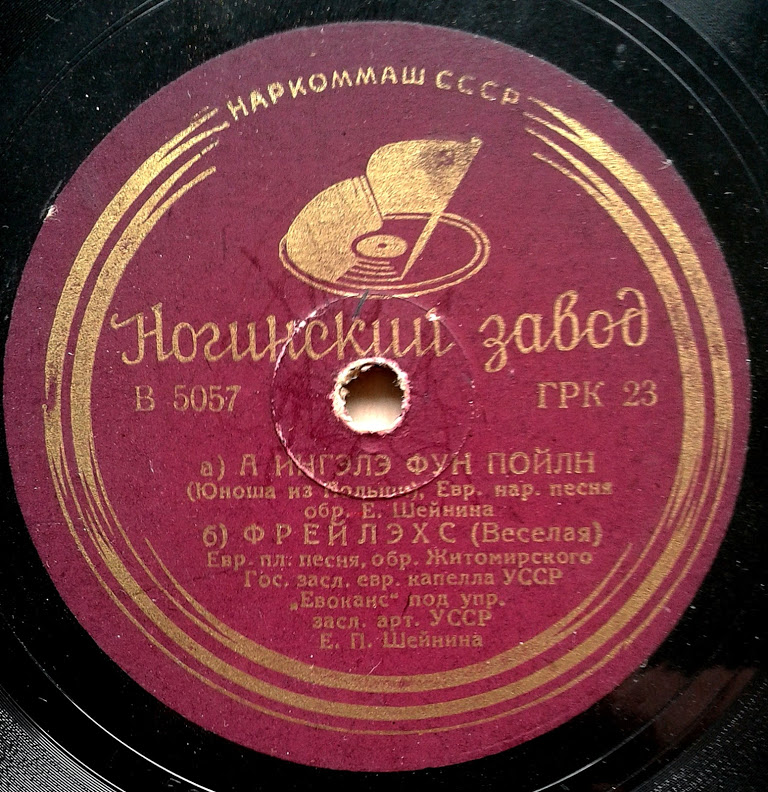 НАРКОММАШ СССР
Ногинский завод
В 5057 ГРК 23
а) А ИНГЭЛЭ ФУН ПОЙЛН
(Юноша из Польши), Евр. нар. песня
обр. Е. Шейнина
б) ФРЕЙЛЭХС (Веселая)
Евр. пл. песня, обр. Житомирского
Гос. засл. евр. капелла УССР
„Евоканс“ под упр.
засл. арт. УССР
Е. П. Шейнина